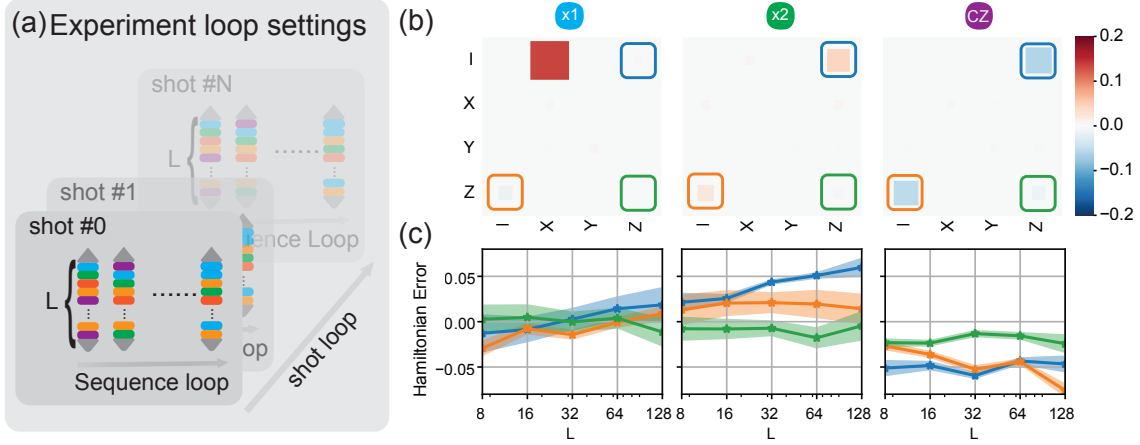 (a) Experiment loop settings
shot #N
L
Sequence Loop
shot #1
shot #0
L
Sequence loop
shot loop
(b)
x1
x2
CZ
I
X
Y
Z
I
X
Y
Z
I
X
Y
Z
I
X
Y
Z
0.2
0.1
0.0
−0.1
−0.2
(c)
Hamiltonian Error
0.05
0.00
−0.05
8 16 32 64 128
L
8 16 32 64 128
L
8 16 32 64 128
L